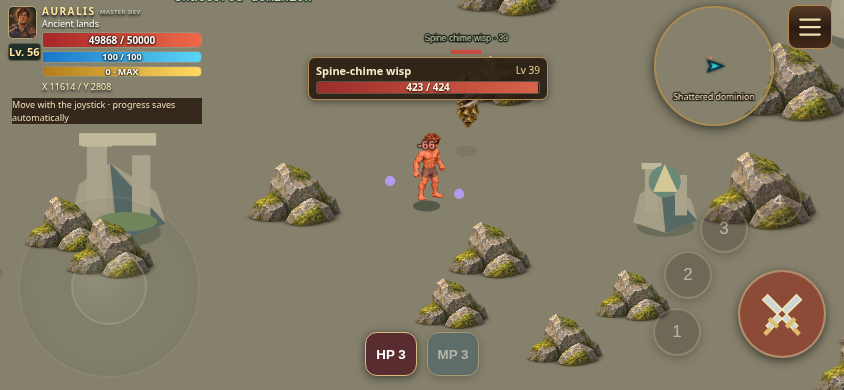 AURALIS MASTER DEV
Ancient lands
Lv. 56
49868 / 50000
100 / 100
0 · MAX
X 11614 / Y 2808
Move with the joystick · progress saves
automatically
Spine-chime wisp · 39
Spine-chime wisp Lv 39
423 / 424
-66
Shattered dominion
3
2
1
HP 3
MP 3